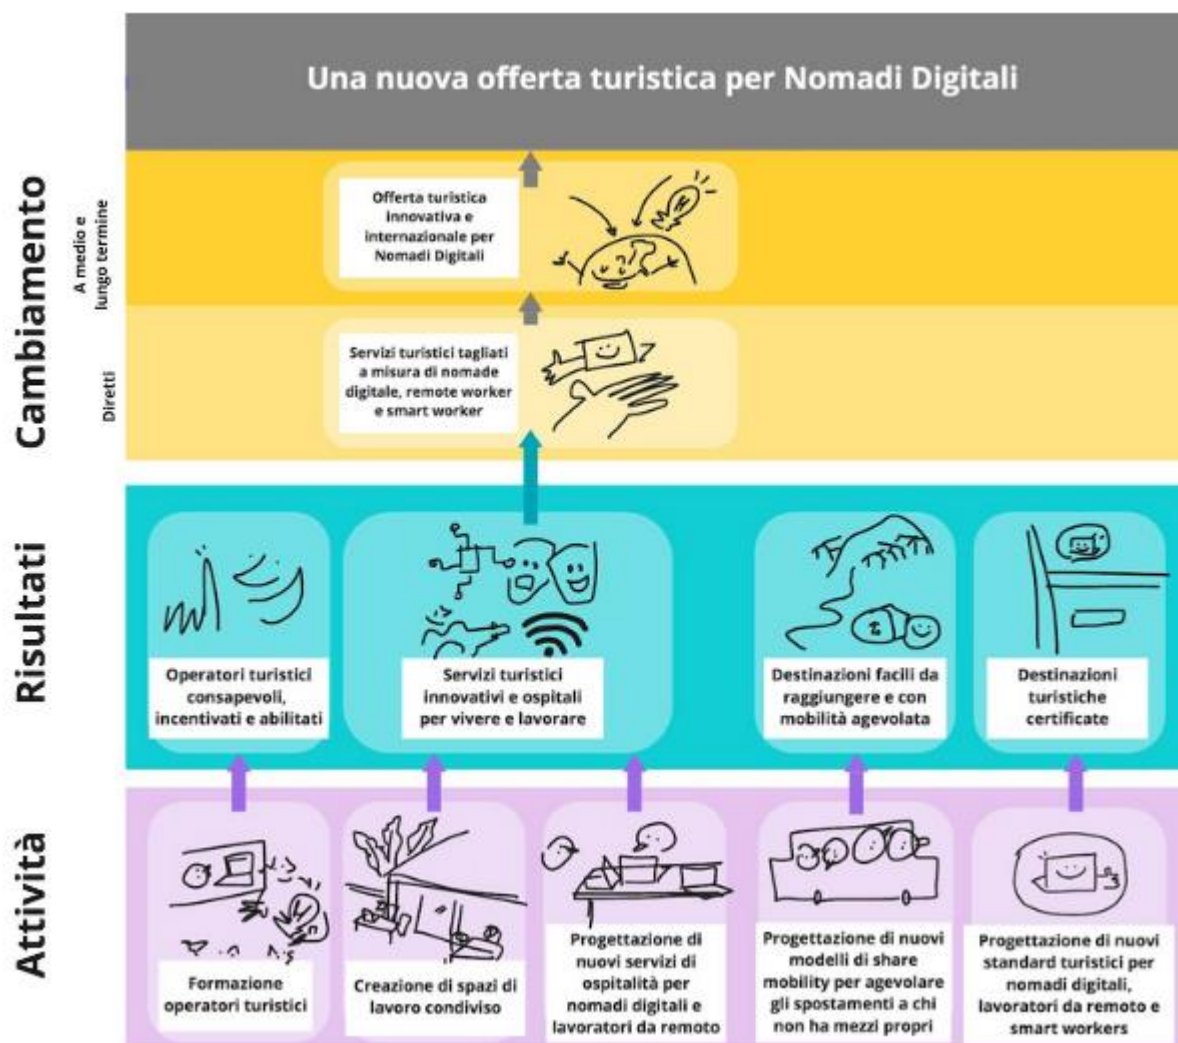 Una nuova offerta turistica per Nomadi Digitali
Cambiamento
A medio e
lungo termine
Offerta turistica
innovativa e
internazionale per
Nomadi Digitali
Diretti
Servizi turistici tagliati
a misura di nomade
digitale, remote worker
e smart worker
Risultati
Operatori turistici
consapevoli,
incentivati e abilitati
Servizi turistici
innovativi e ospitali
per vivere e lavorare
Destinazioni facili da
raggiungere e con
mobilità agevolata
Destinazioni
turistiche
certificate
Attività
Formazione
operatori turistici
Creazione di spazi di
lavoro condiviso
Progettazione di
nuovi servizi di
ospitalità per
nomadi digitali e
lavoratori da remoto
Progettazione di nuovi
modelli di share
mobility per agevolare
gli spostamenti a chi
non ha mezzi propri
Progettazione di nuovi
standard turistici per
nomadi digitali,
lavoratori da remoto e
smart workers